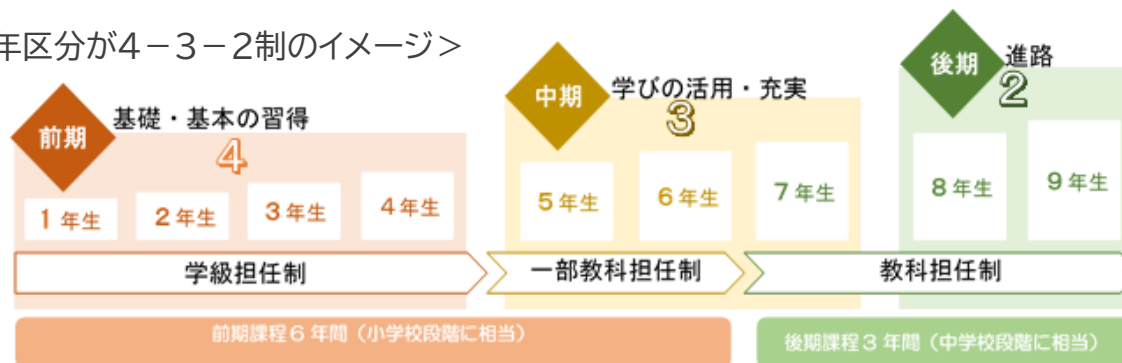 年区分が4－3－2制のイメージ＞
前期
基礎・基本の習得
4
1年生
2年生
3年生
4年生
中期
学びの活用・充実
3
5年生
6年生
7年生
後期
進路
2
8年生
9年生
学級担任制
一部教科担任制
教科担任制
前期課程6年間（小学校段階に相当）
後期課程3年間（中学校段階に相当）